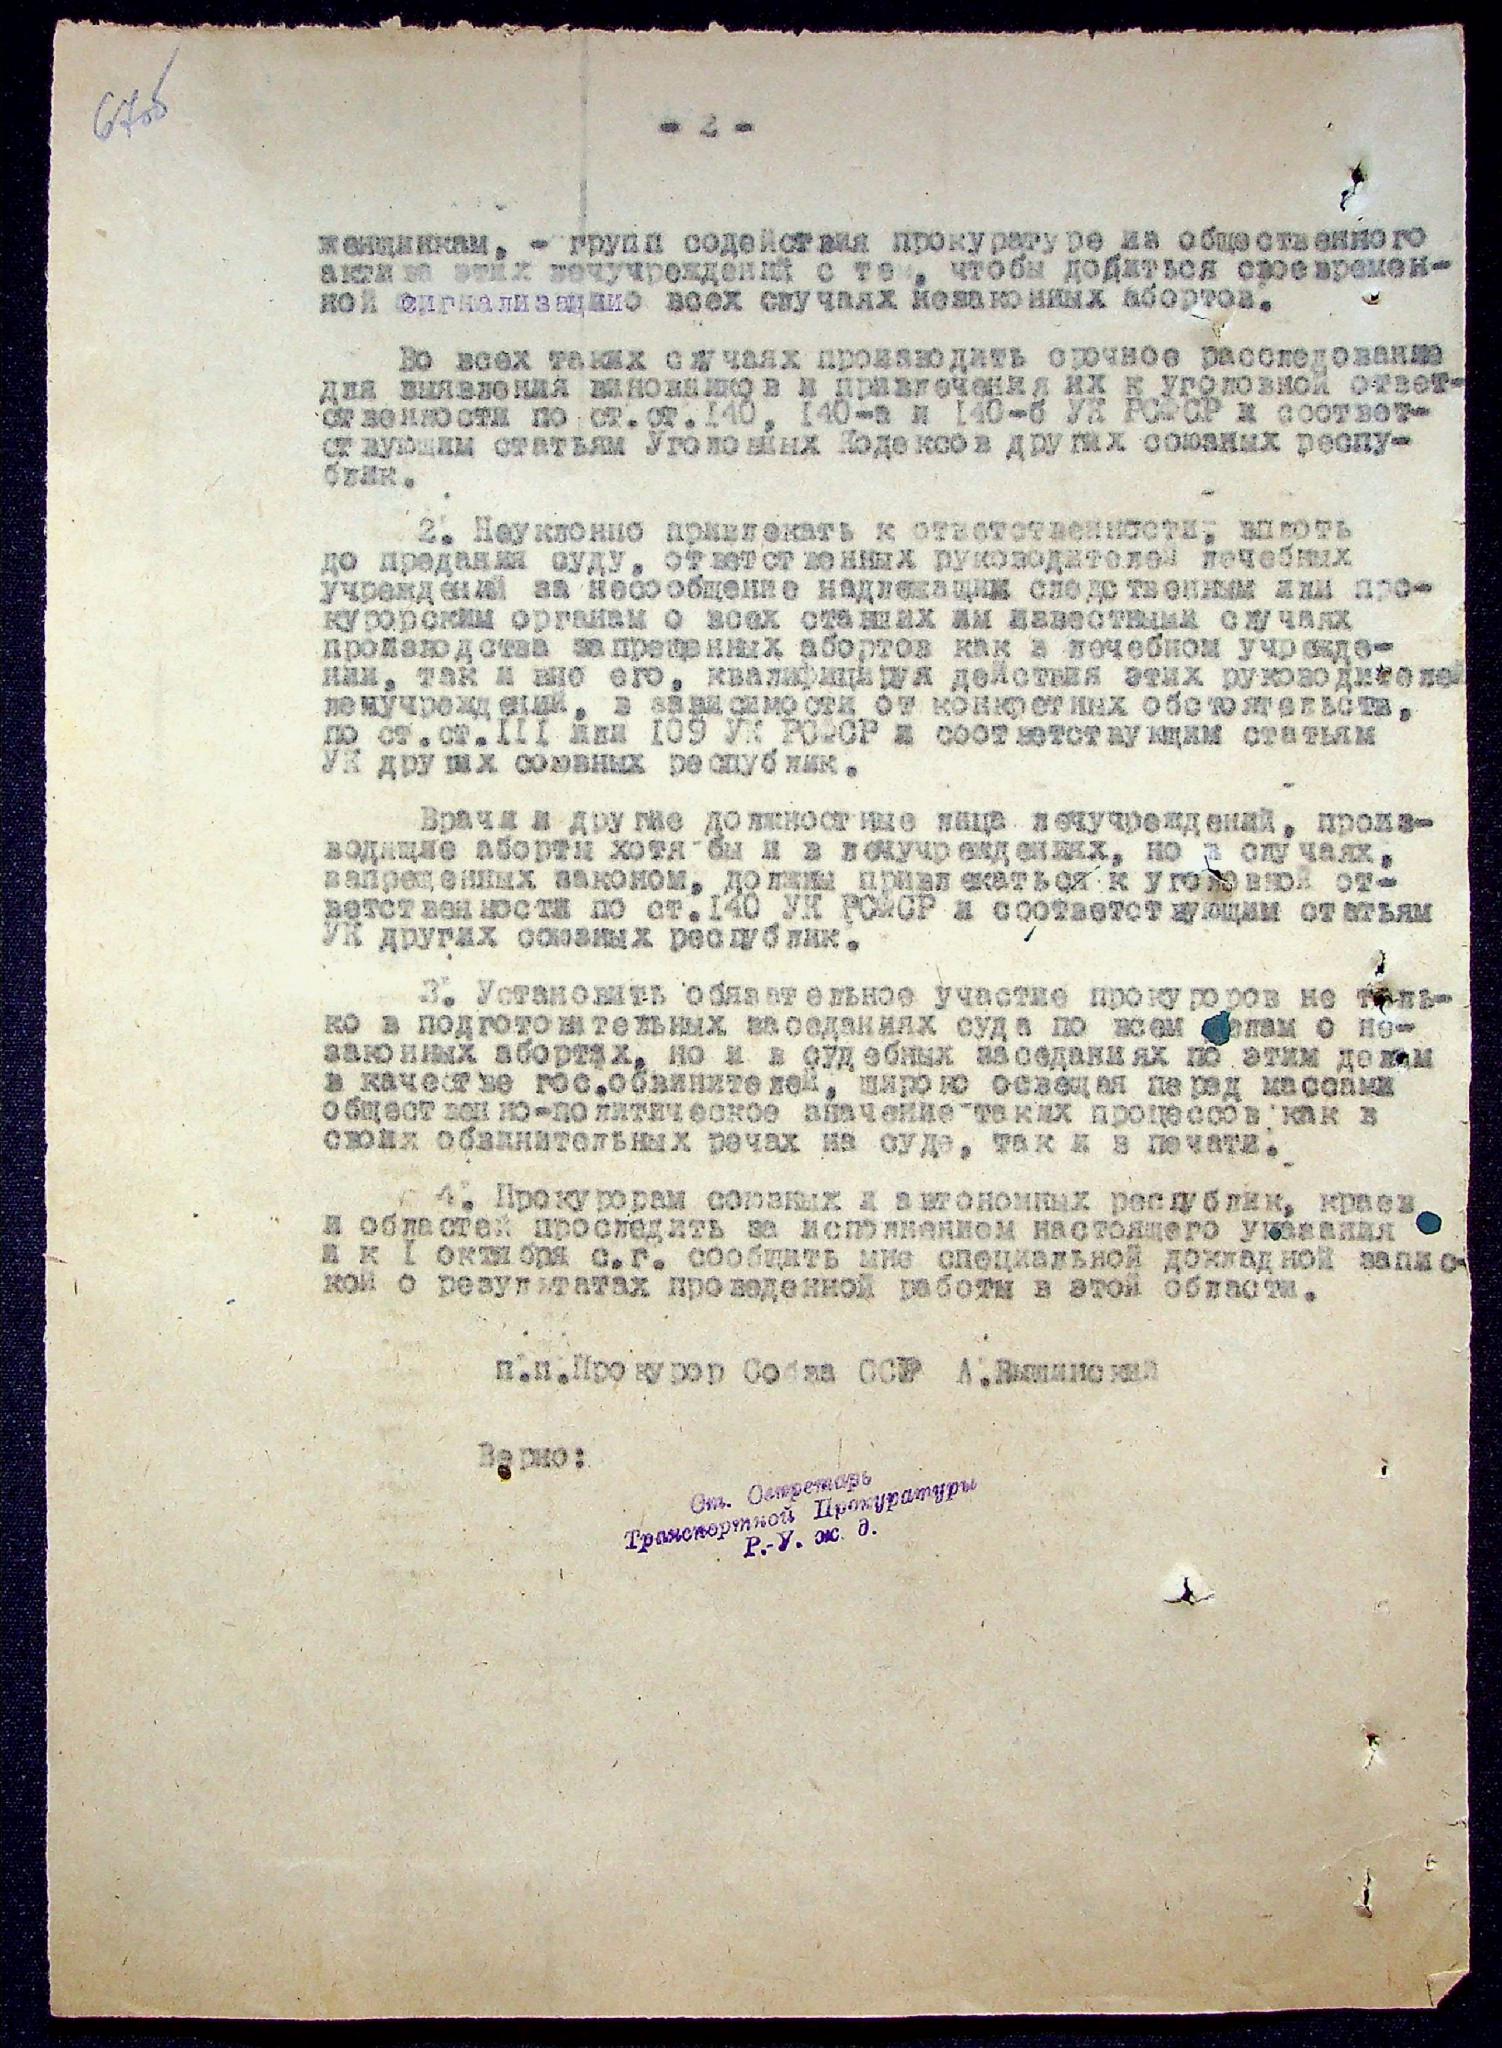 67об
- 2 -
женщинам, - групп содействия прокуратуре из общественного
актива этих лечучреждений с тем, чтобы добиться своевремен-
ной сигнализации о всех случаях незаконных абортов.
Во всех таких случаях производить срочное расследование
для выявления виновников и привлечения их к уголовной ответ-
ственности по ст.ст.140, 140-а и 140-б УК РСФСР и соответ-
ствующим статьям Уголовных Кодексов других союзных респу-
блик.
2. Неуклонно привлекать к ответственности, вплоть
до предания суду, ответственных руководителей лечебных
учреждений за несообщение надлежащим следственным или про-
курорским органам о всех ставших им известными случаях
производства запрещенных абортов как в лечебном учрежде-
нии, так и вне его, квалифицируя действия этих руководителей
лечучреждений, в зависимости от конкретных обстоятельств,
по ст.ст.III или 109 УК РСФСР и соответствующим статьям
УК других союзных республик.
Врачи и другие должностные лица лечучреждений, произ-
водящие аборты хотя бы и в лечучреждениях, но в случаях,
запрещенных законом, должны привлекаться к уголовной от-
ветственности по ст.140 УК РСФСР и соответствующим статьям
УК других союзных республик.
3. Установить обязательное участие прокуроров не толь-
ко в подготовительных заседаниях суда по всем делам о не-
законных абортах, но и в судебных заседаниях по этим делам
в качестве гос.обвинителей, широко освещая перед массами
общественно-политическое значение таких процессов как в
своих обвинительных речах на суде, так и в печати.
4. Прокурорам союзных и автономных республик, краев
и областей проследить за исполнением настоящего указания
и к I октября с.г. сообщить мне специальной докладной запис-
кой о результатах проведенной работы в этой области.
п.п.Прокурор Союза ССР А.Вышинский
Верно:
От. Секретарь
Транспортной Прокуратуры
Р.-У. ж д.